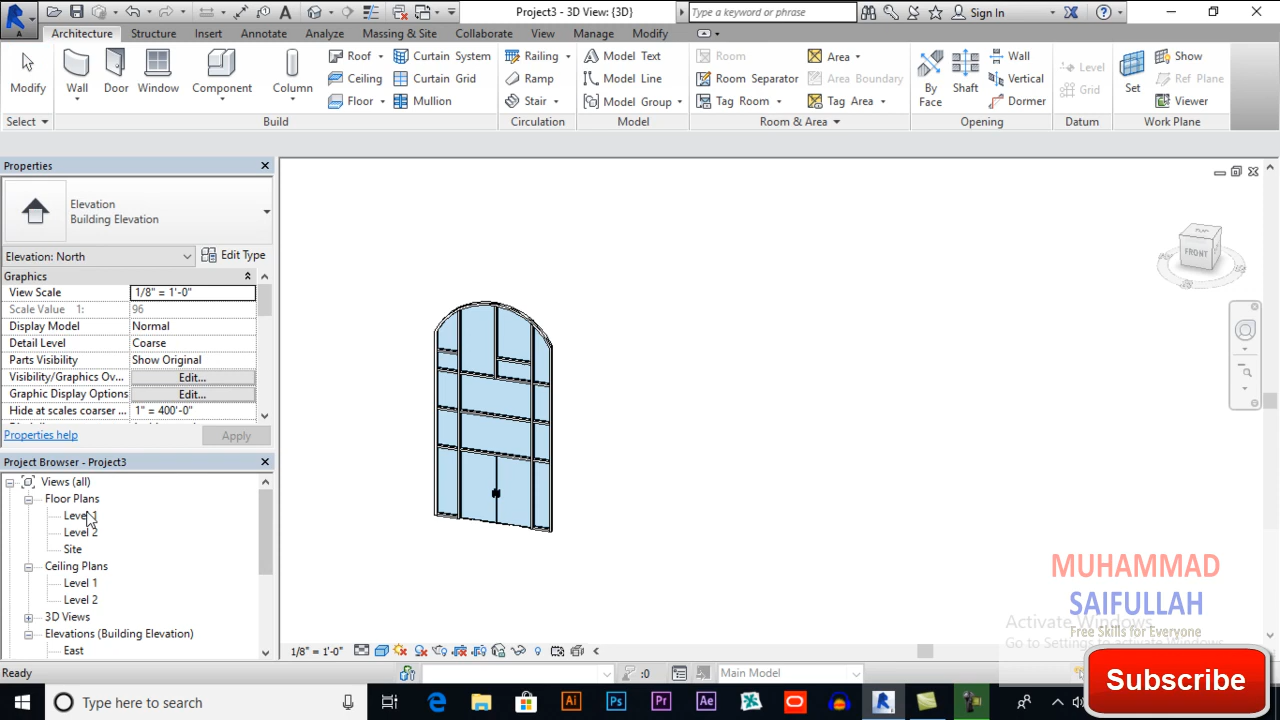 Project3 - 3D View: {3D}
Type a keyword or phrase
Sign In
Architecture Structure Insert Annotate Analyze Massing & Site Collaborate View Manage Modify
Modify
Wall
Door
Window
Component
Column
Roof
Ceiling
Floor
Curtain System
Curtain Grid
Mullion
Railing
Ramp
Stair
Model Text
Model Line
Model Group
Room
Room Separator
Tag Room
Area
Area Boundary
Tag Area
By
Face
Shaft
Wall
Vertical
Dormer
Level
Grid
Set
Show
Ref Plane
Viewer
Select
Build
Circulation
Model
Room & Area
Opening
Datum
Work Plane
Properties
Elevation
Building Elevation
Elevation: North
Edit Type
Graphics
View Scale 1/8" = 1'-0"
Scale Value 1: 96
Display Model Normal
Detail Level Coarse
Parts Visibility Show Original
Visibility/Graphics Ov... Edit...
Graphic Display Options Edit...
Hide at scales coarser ... 1" = 400'-0"
Properties help
Apply
Project Browser - Project3
Views (all)
Floor Plans
Level 1
Level 2
Site
Ceiling Plans
Level 1
Level 2
3D Views
Elevations (Building Elevation)
East
FRONT
MUHAMMAD
SAIFULLAH
Free Skills for Everyone
Activate Windows
Go to Settings to activate Windows.
1/8" = 1'-0"
Ready
:0
Main Model
Subscribe
Type here to search
Ai
Ps
Pr
Ae